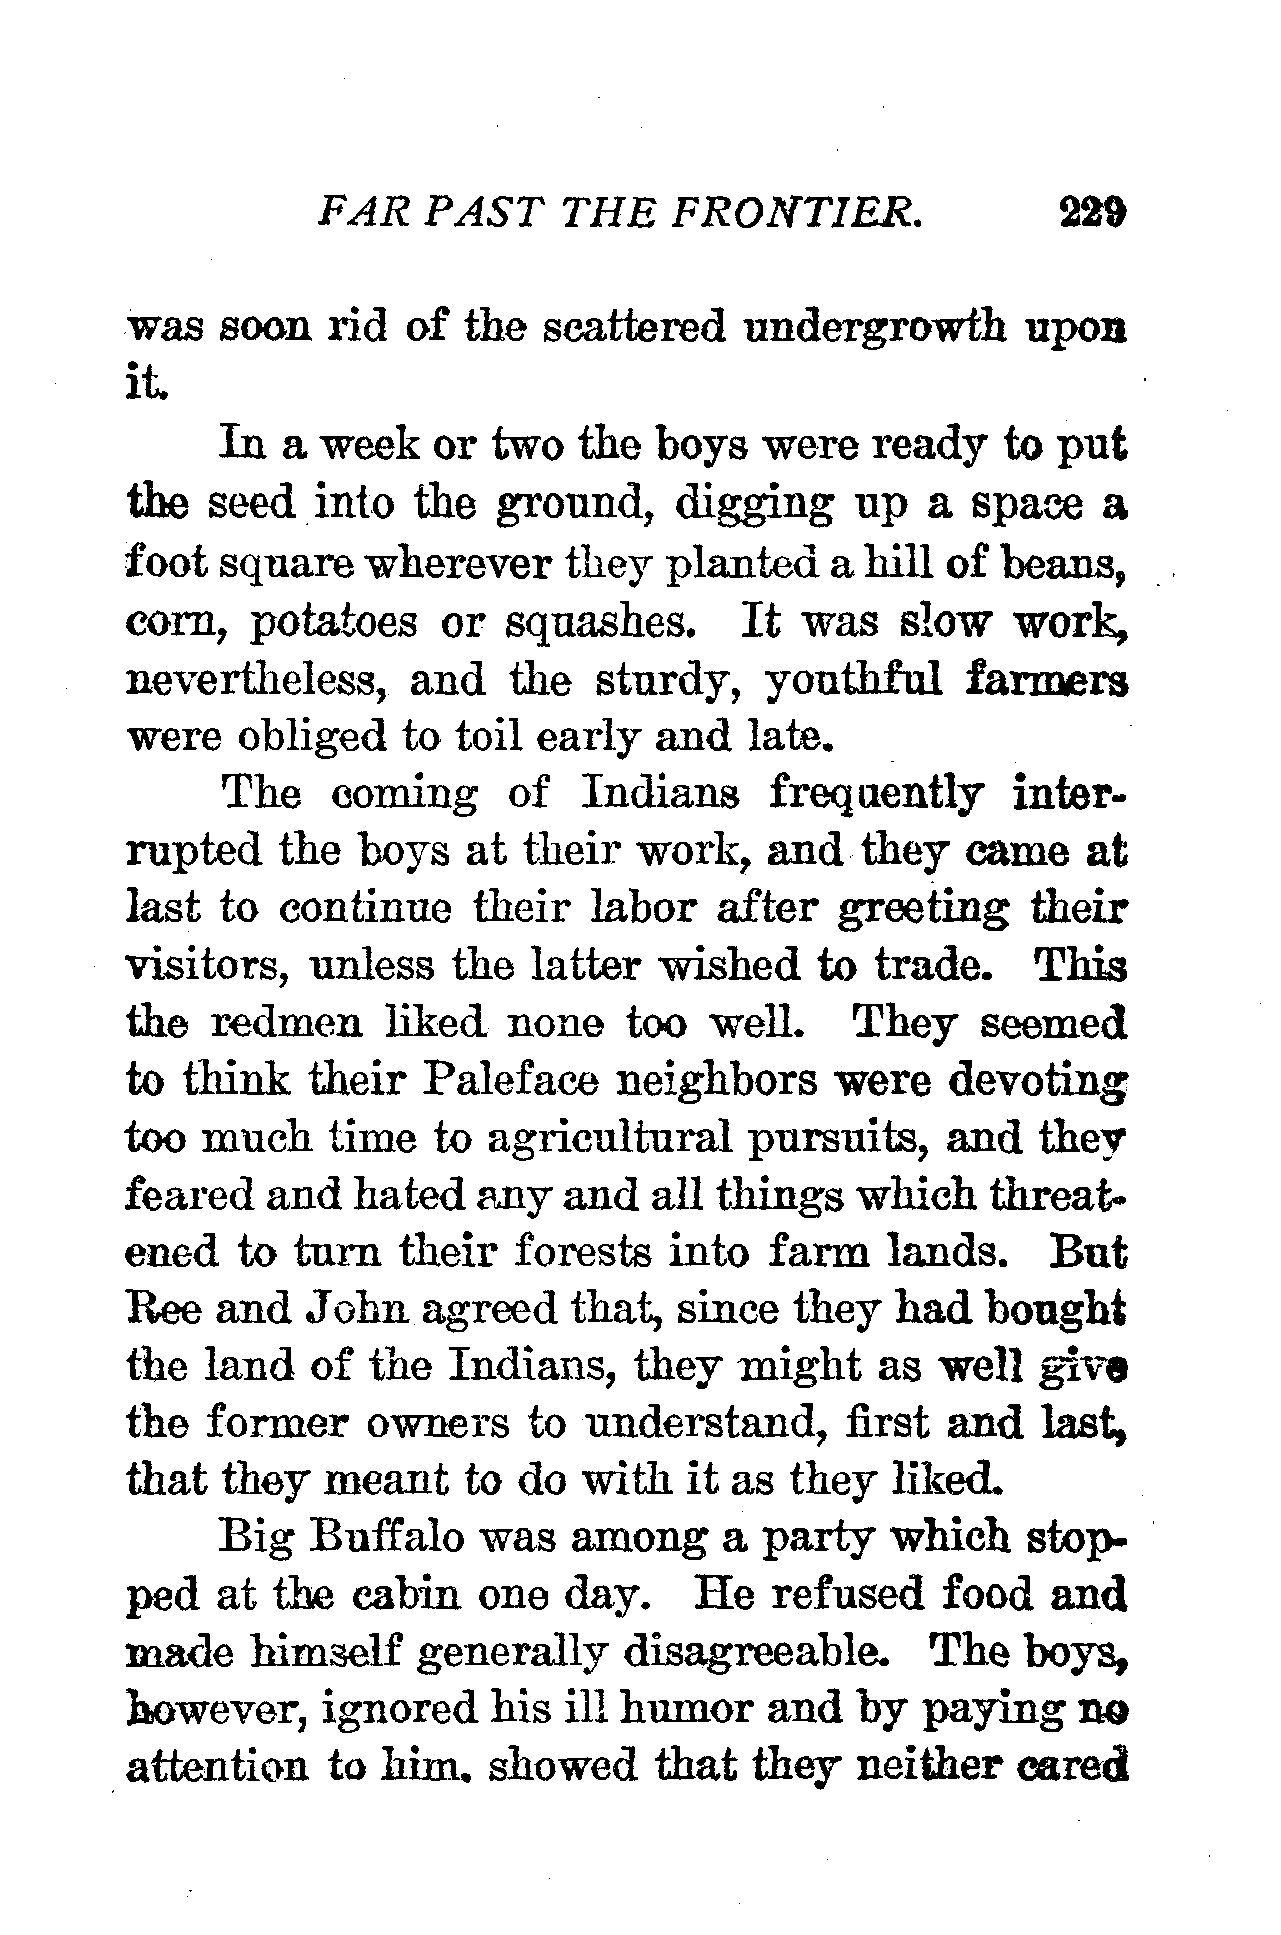 FAR PAST THE FRONTIER. 229
was soon rid of the scattered undergrowth upon
it.
In a week or two the boys were ready to put
the seed into the ground, digging up a space a
foot square wherever they planted a hill of beans,
corn, potatoes or squashes. It was slow work,
nevertheless, and the sturdy, youthful farmers
were obliged to toil early and late.
The coming of Indians frequently inter-
rupted the boys at their work, and they came at
last to continue their labor after greeting their
visitors, unless the latter wished to trade. This
the redmen liked none too well. They seemed
to think their Paleface neighbors were devoting
too much time to agricultural pursuits, and they
feared and hated any and all things which threat-
ened to turn their forests into farm lands. But
Ree and John agreed that, since they had bought
the land of the Indians, they might as well give
the former owners to understand, first and last,
that they meant to do with it as they liked.
Big Buffalo was among a party which stop-
ped at the cabin one day. He refused food and
made himself generally disagreeable. The boys,
however, ignored his ill humor and by paying no
attention to him. showed that they neither cared